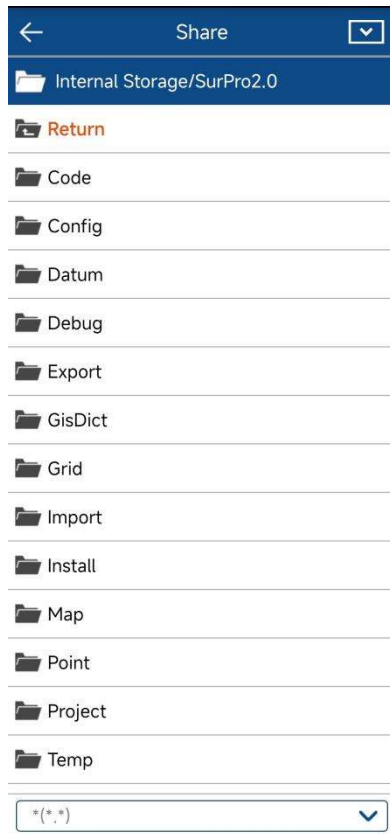 Share
Internal Storage/SurPro2.0
Return
Code
Config
Datum
Debug
Export
GisDict
Grid
Import
Install
Map
Point
Project
Temp
*(*.*)